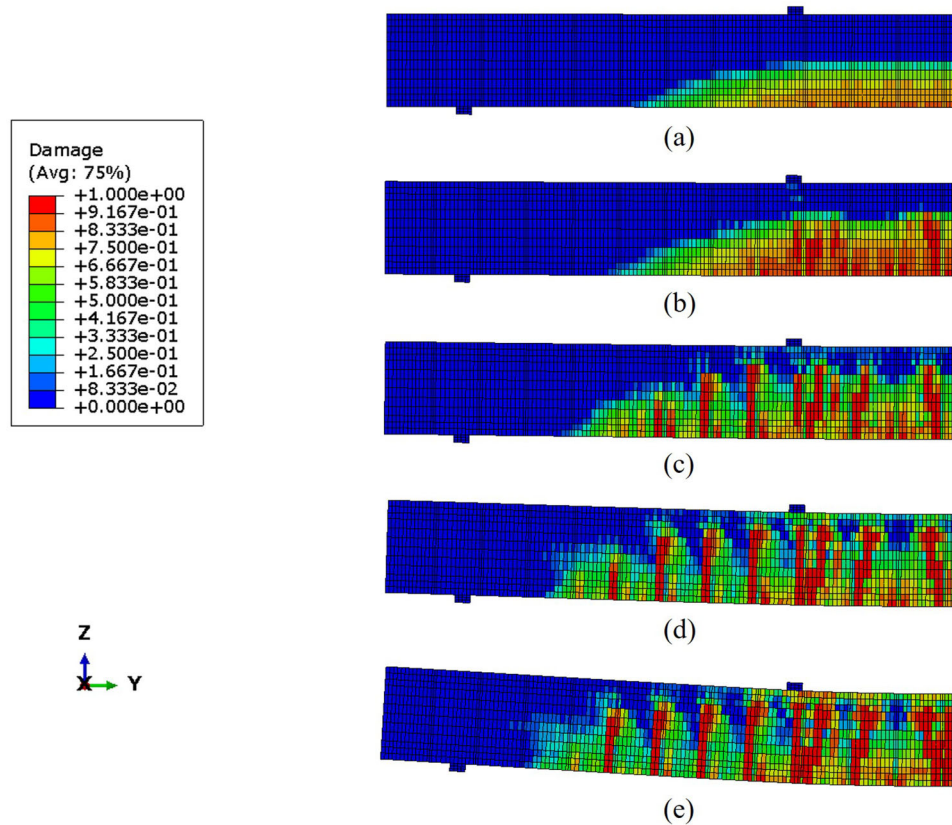 (a)
Damage
(Avg: 75%)
+1.000e+00
+9.167e-01
+8.333e-01
+7.500e-01
+6.667e-01
+5.833e-01
+5.000e-01
+4.167e-01
+3.333e-01
+2.500e-01
+1.667e-01
+8.333e-02
+0.000e+00
(b)
(c)
(d)
Z
X
Y
(e)